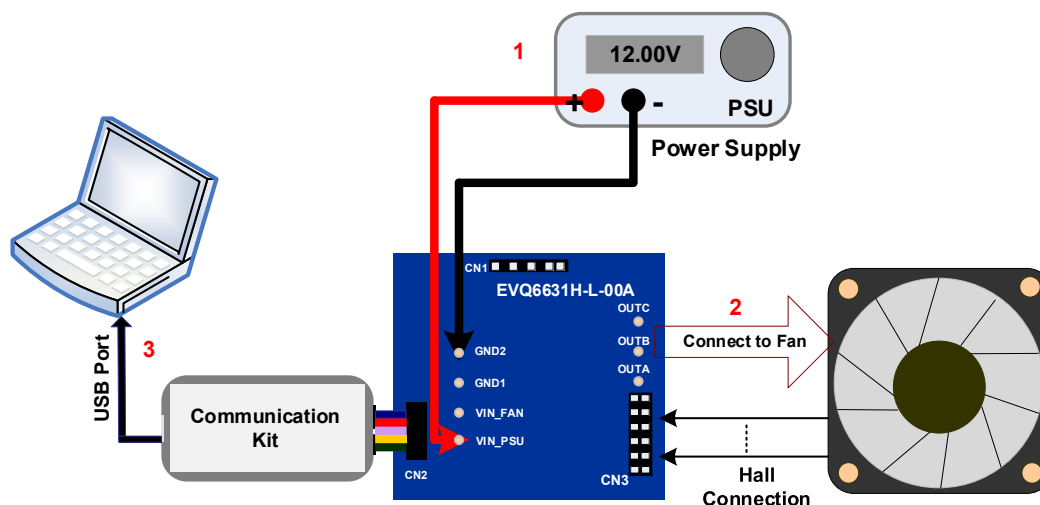 1
12.00V
+
-
PSU
Power Supply
CN1
EVQ6631H-L-00A
OUTC
2
OUTB
Connect to Fan
OUTA
GND2
GND1
VIN_FAN
VIN_PSU
USB Port
3
Communication
Kit
CN2
CN3
Hall
Connection